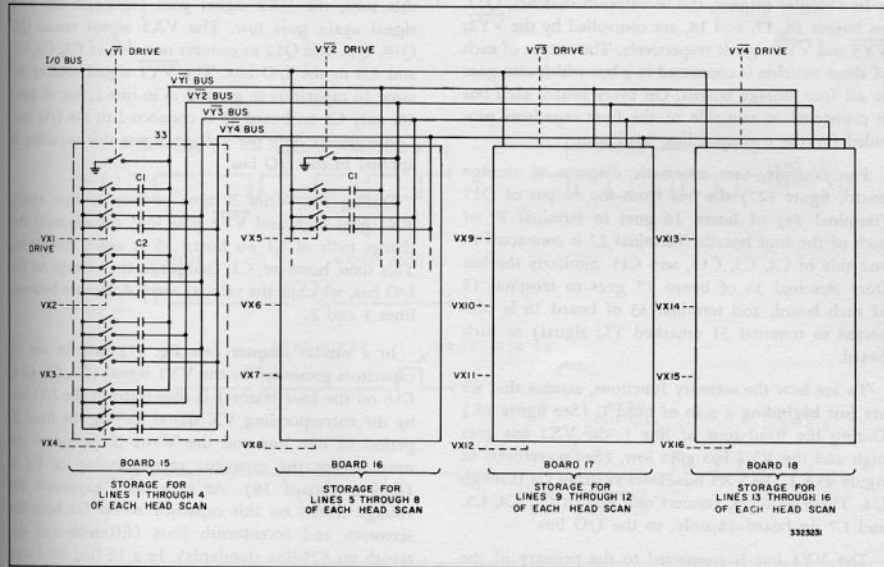 VY1 DRIVE
VY2 DRIVE
VY3 DRIVE
VY4 DRIVE
I/O BUS
VY1 BUS
VY2 BUS
VY3 BUS
VY4 BUS
33
C1
C1
VX1 DRIVE
C2
VX5
VX9
VX13
VX2
VX6
VX10
VX14
VX3
VX7
VX11
VX15
VX4
VX8
VX12
VX16
BOARD 15
STORAGE FOR
LINES 1 THROUGH 4
OF EACH HEAD SCAN
BOARD 16
STORAGE FOR
LINES 5 THROUGH 8
OF EACH HEAD SCAN
BOARD 17
STORAGE FOR
LINES 9 THROUGH 12
OF EACH HEAD SCAN
BOARD 18
STORAGE FOR
LINES 13 THROUGH 16
OF EACH HEAD SCAN
3323231